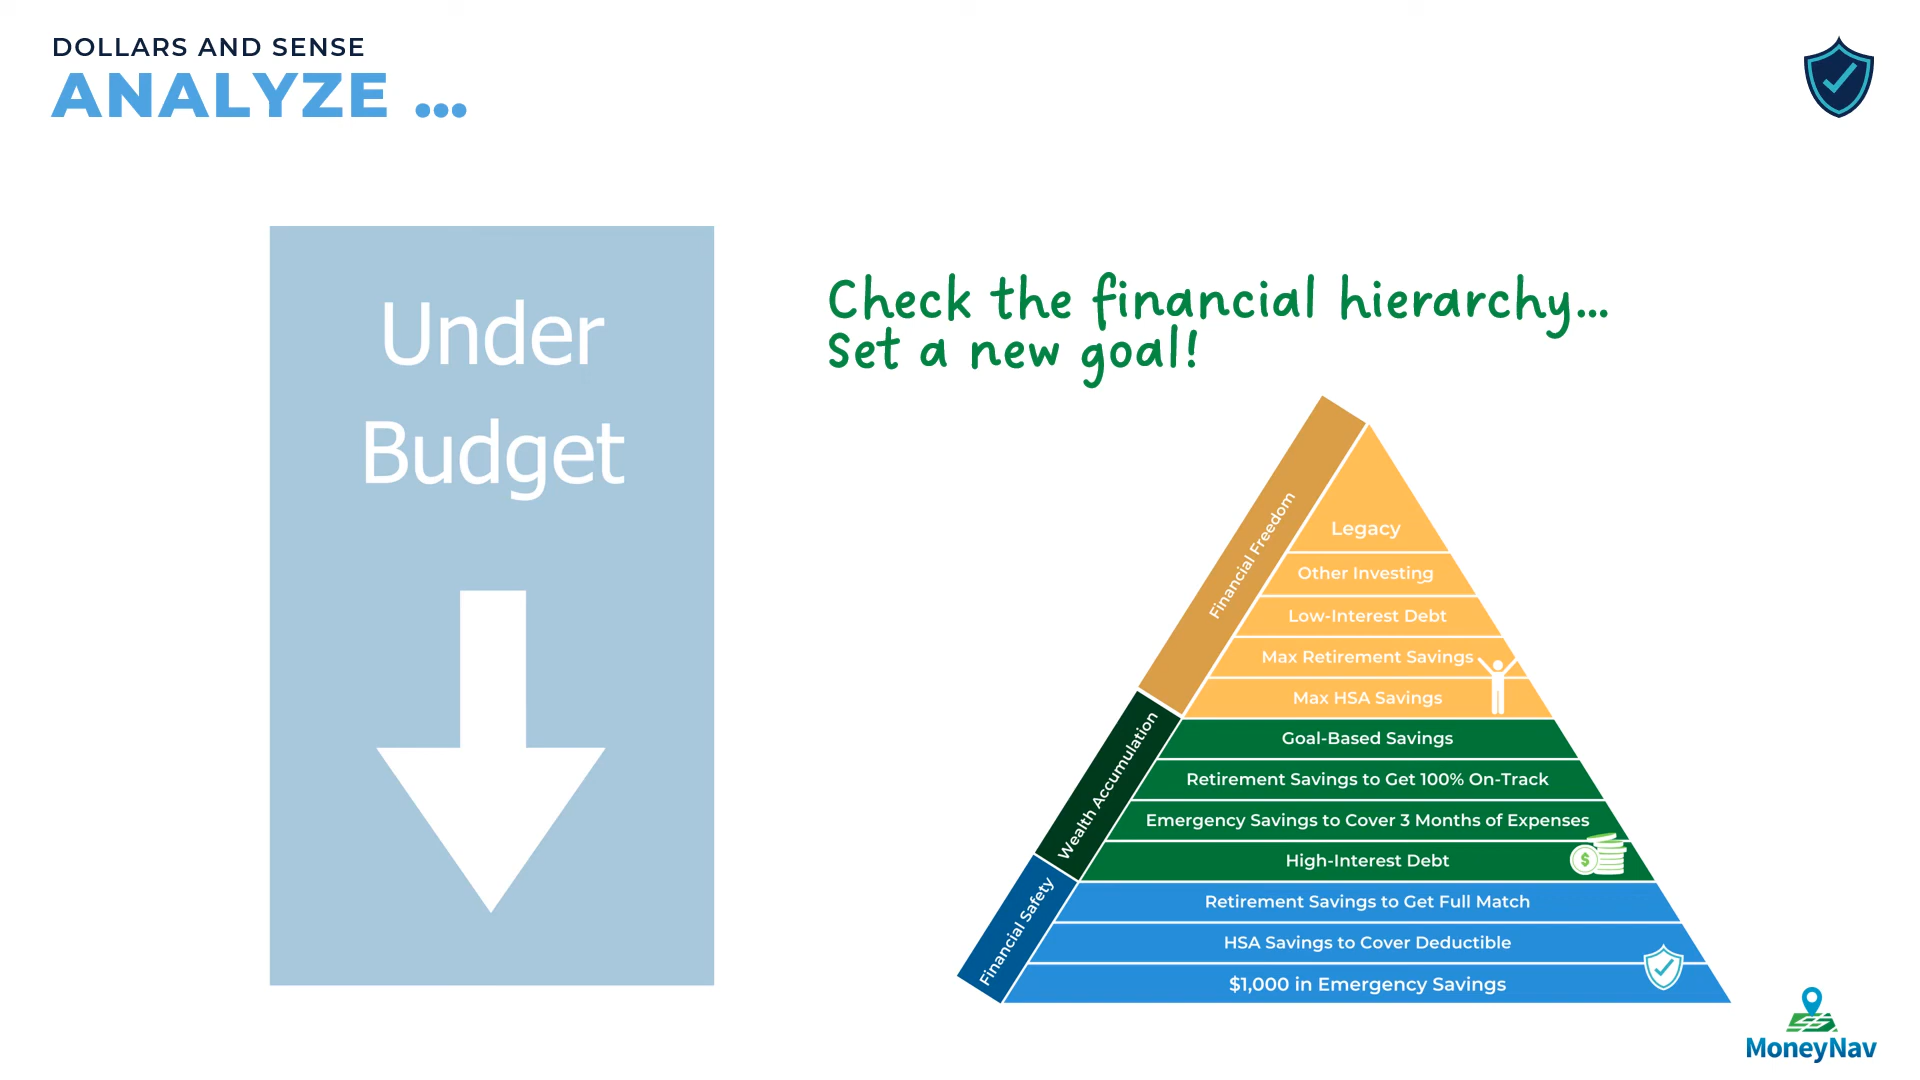 DOLLARS AND SENSE
ANALYZE ...
Under
Budget
Check the financial hierarchy...
Set a new goal!
Financial Freedom
Legacy
Other Investing
Low-Interest Debt
Max Retirement Savings
Max HSA Savings
Wealth Accumulation
Goal-Based Savings
Retirement Savings to Get 100% On-Track
Emergency Savings to Cover 3 Months of Expenses
High-Interest Debt
$
Financial Safety
Retirement Savings to Get Full Match
HSA Savings to Cover Deductible
$1,000 in Emergency Savings
MoneyNav